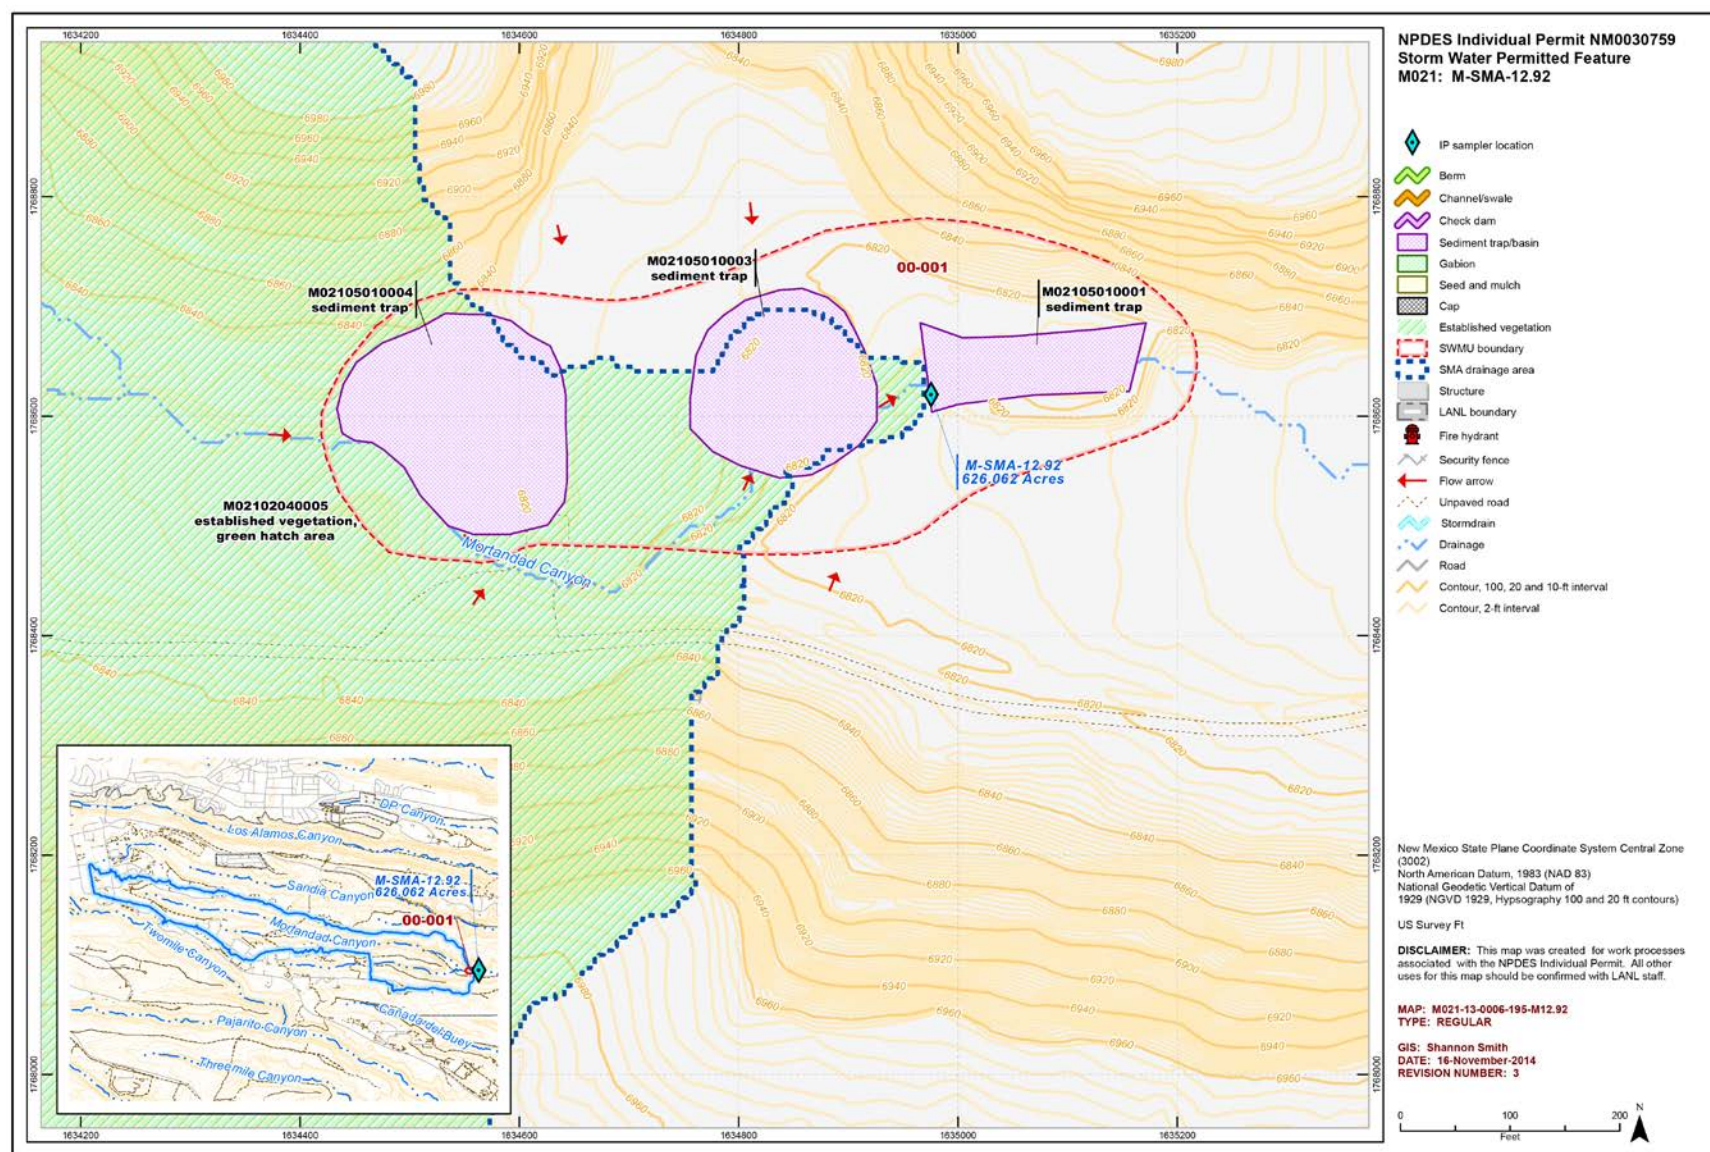 NPDES Individual Permit NM0030759
Storm Water Permitted Feature
M021: M-SMA-12.92
IP sampler location
Berm
Channel/swale
Check dam
Sediment trap/basin
Gabion
Seed and mulch
Cap
Established vegetation
SWMU boundary
SMA drainage area
Structure
LANL boundary
Fire hydrant
Security fence
Flow arrow
Unpaved road
Stormdrain
Drainage
Road
Contour, 100, 20 and 10-ft interval
Contour, 2-ft interval
1634200 1634400 1634600 1634800 1635000 1635200
1768800
1768600
1768400
1768200
1768000
00-001
M02105010003
sediment trap
M02105010004
sediment trap
M02105010001
sediment trap
M-SMA-12.92
626.062 Acres
M02102040005
established vegetation,
green hatch area
Mortandad Canyon
DP Canyon
Los Alamos Canyon
Sandia Canyon
M-SMA-12.92
626.062 Acres
00-001
Mortandad Canyon
Twomile Canyon
Cañada del Buey
Pajarito Canyon
Threemile Canyon
1634200 1634400 1634600 1634800 1635000 1635200
New Mexico State Plane Coordinate System Central Zone
(3002)
North American Datum, 1983 (NAD 83)
National Geodetic Vertical Datum of
1929 (NGVD 1929, Hypsography 100 and 20 ft contours)
US Survey Ft
DISCLAIMER: This map was created for work processes
associated with the NPDES Individual Permit. All other
uses for this map should be confirmed with LANL staff.
MAP: M021-13-0006-195-M12.92
TYPE: REGULAR
GIS: Shannon Smith
DATE: 16-November-2014
REVISION NUMBER: 3
0 100 200
Feet
N